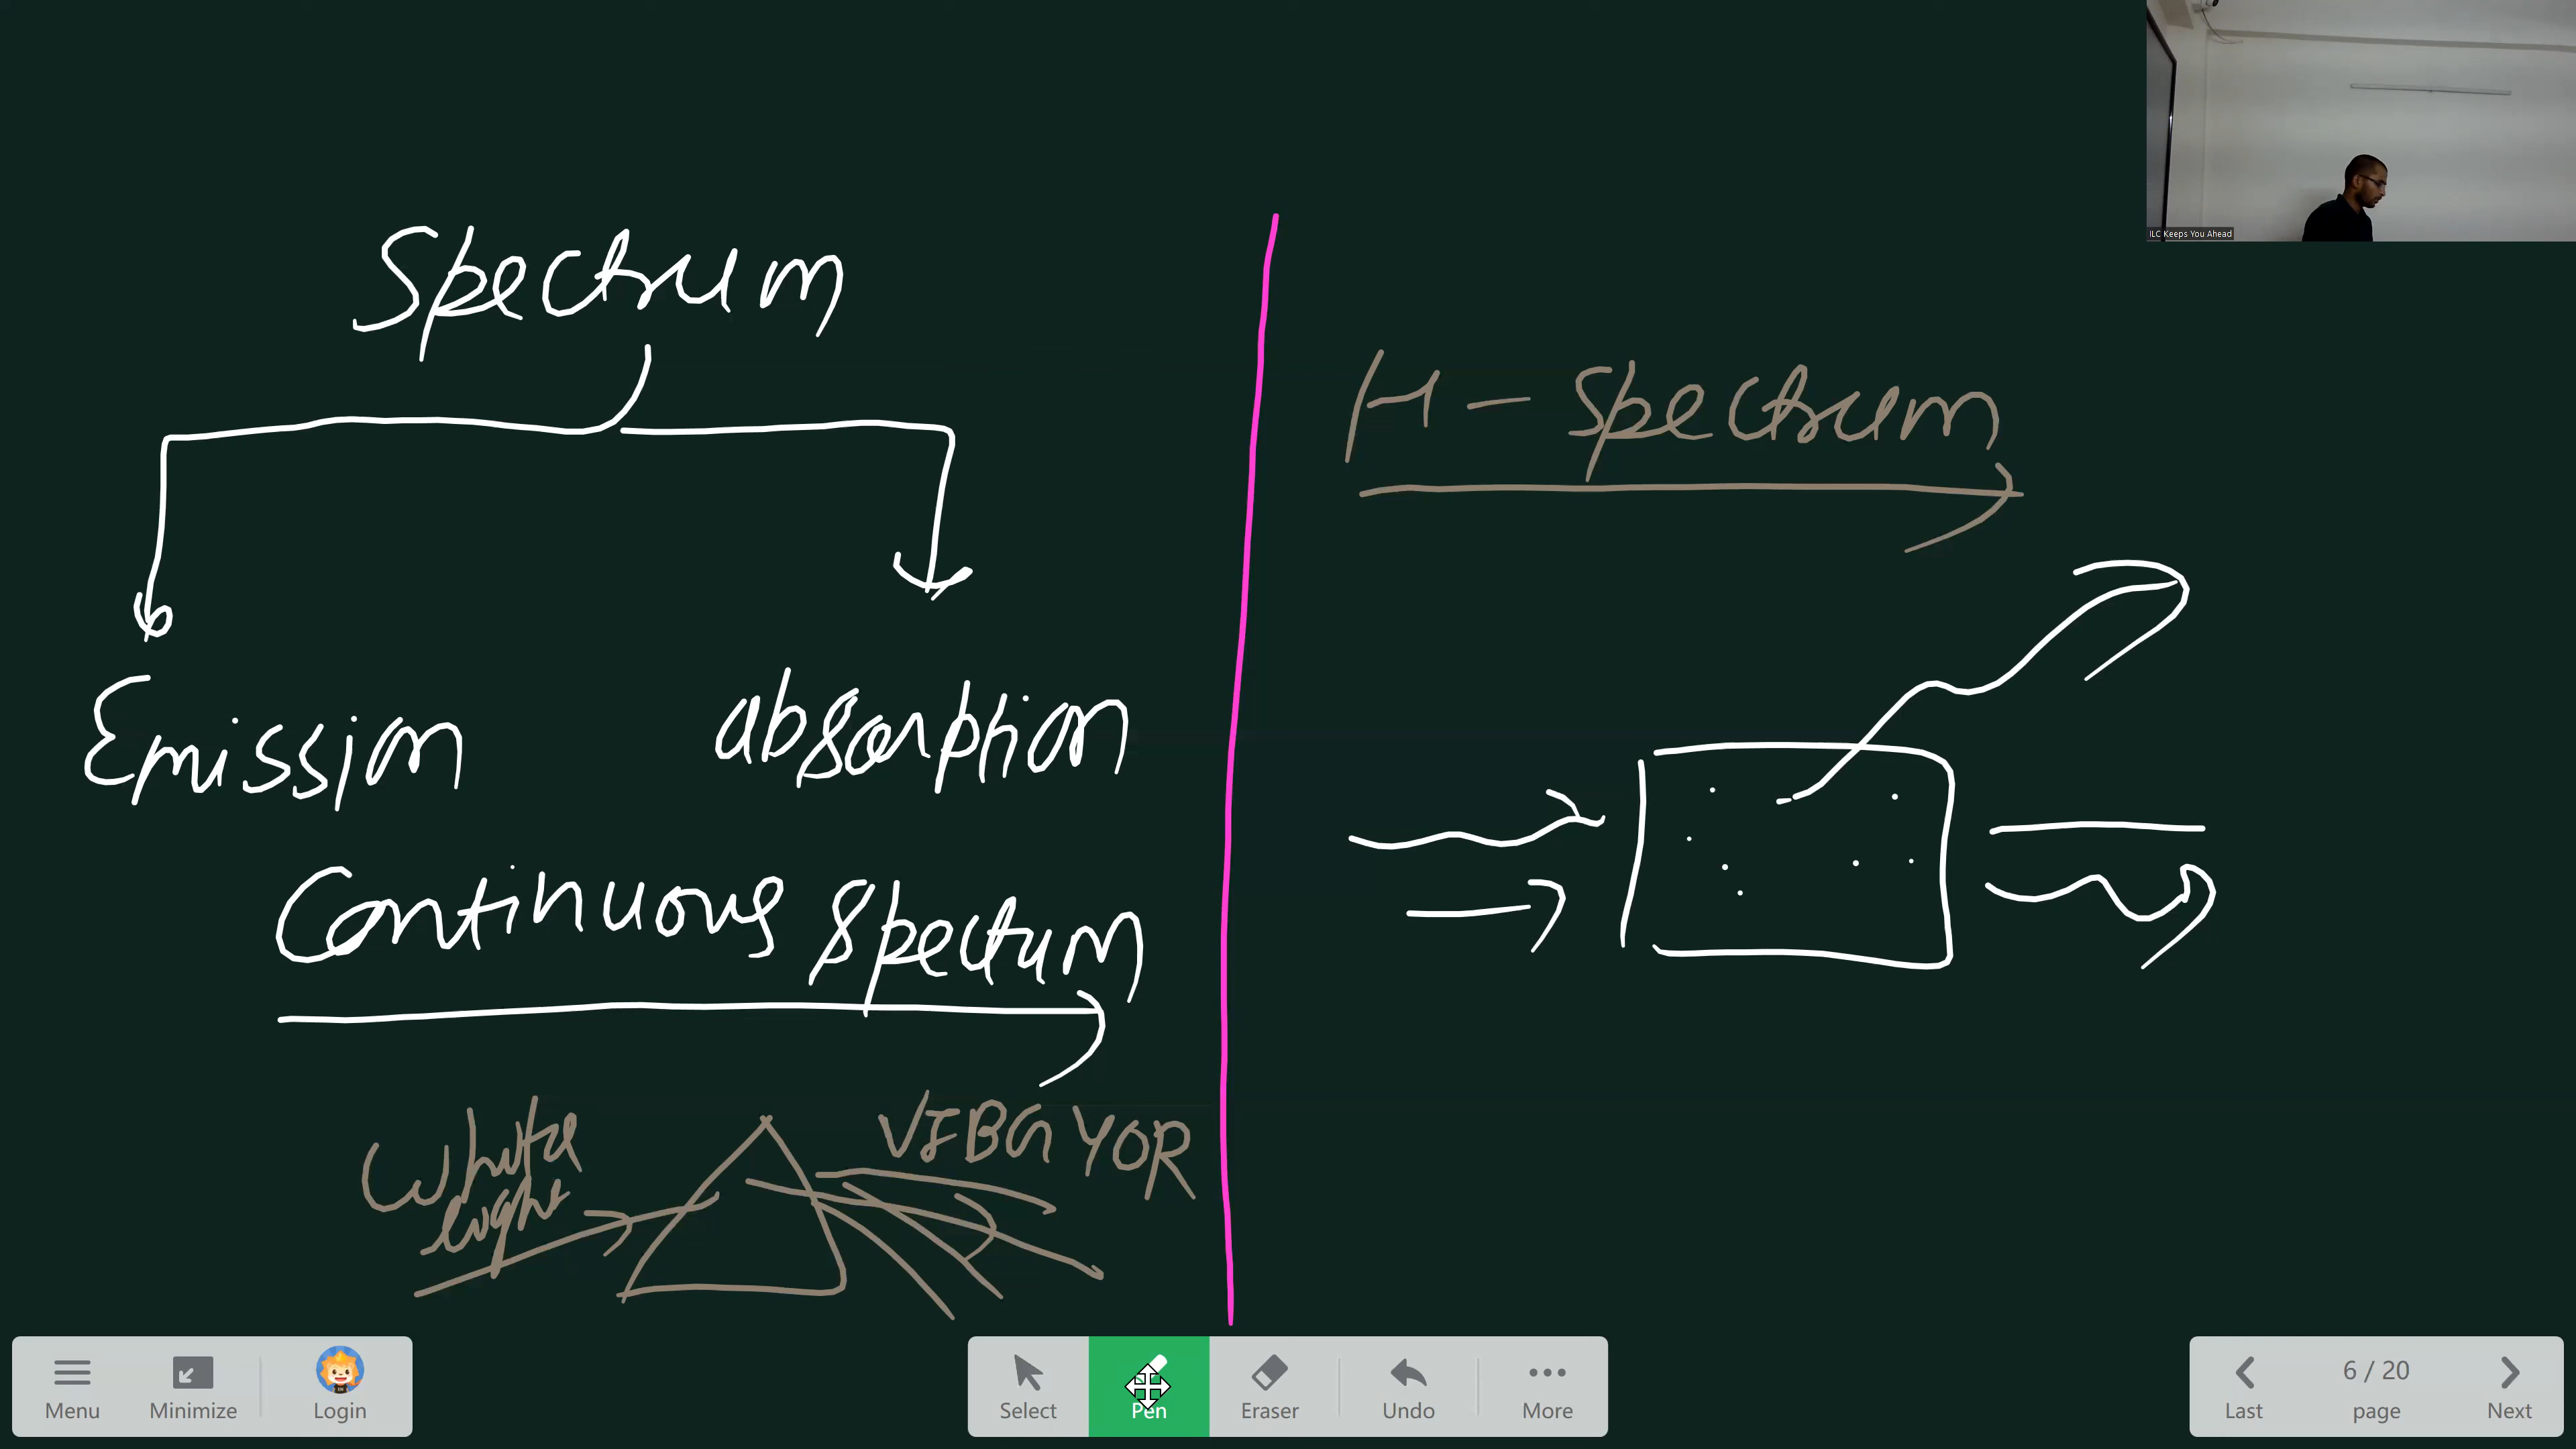 ILC Keeps You Ahead
Spectrum
Emission
absorption
Continuous Spectum
White
light
VIBGYOR
H - Spectrum
Menu
Minimize
Login
Select
Pen
Eraser
Undo
More
Last
6 / 20
page
Next